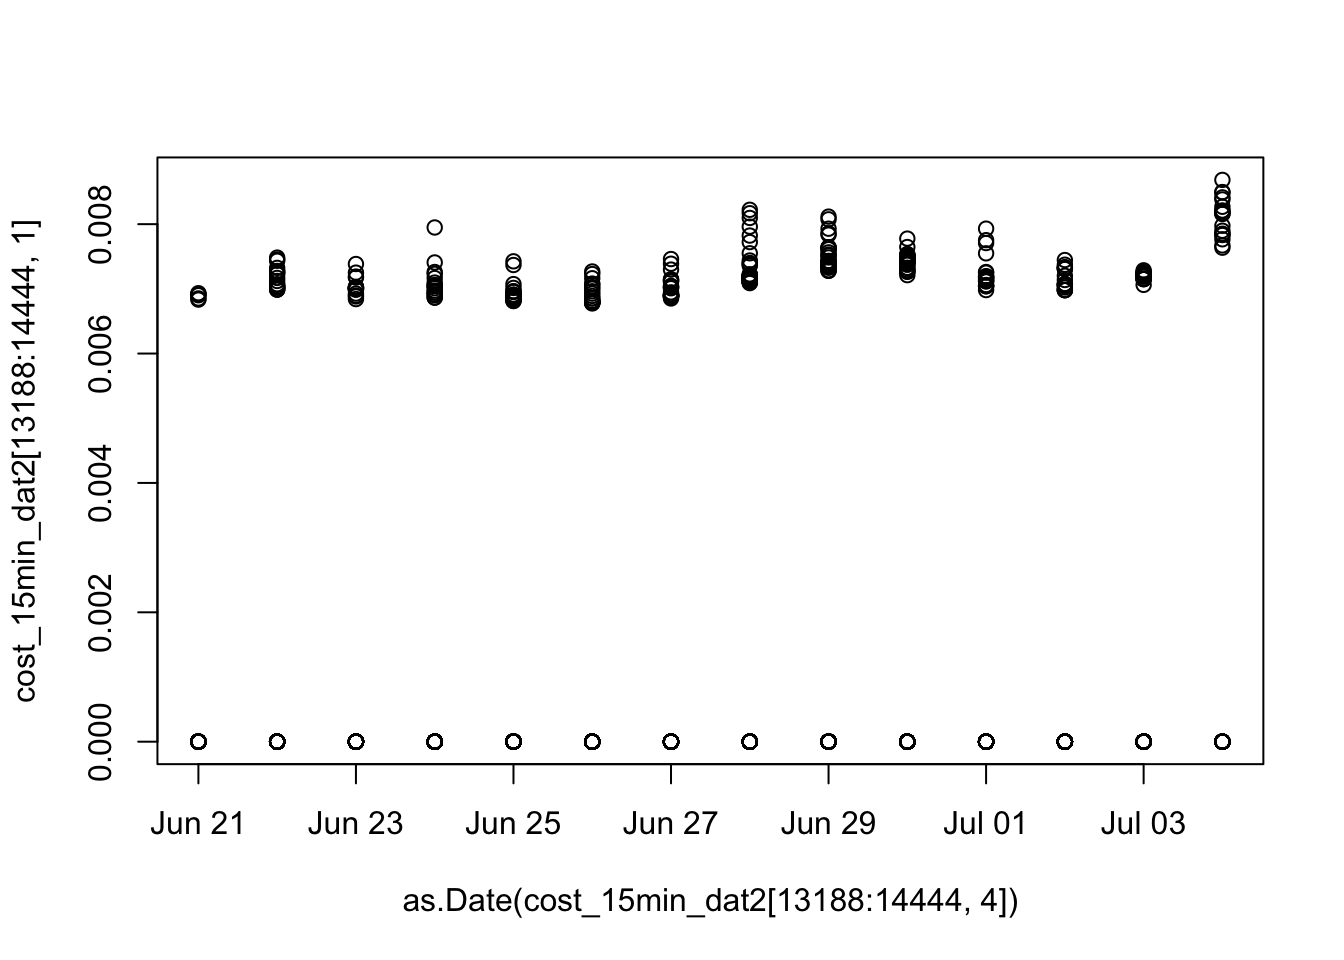 cost_15min_dat2[13188:14444, 1]
0.008
0.006
0.004
0.002
0.000
Jun 21 Jun 23 Jun 25 Jun 27 Jun 29 Jul 01 Jul 03
as.Date(cost_15min_dat2[13188:14444, 4])